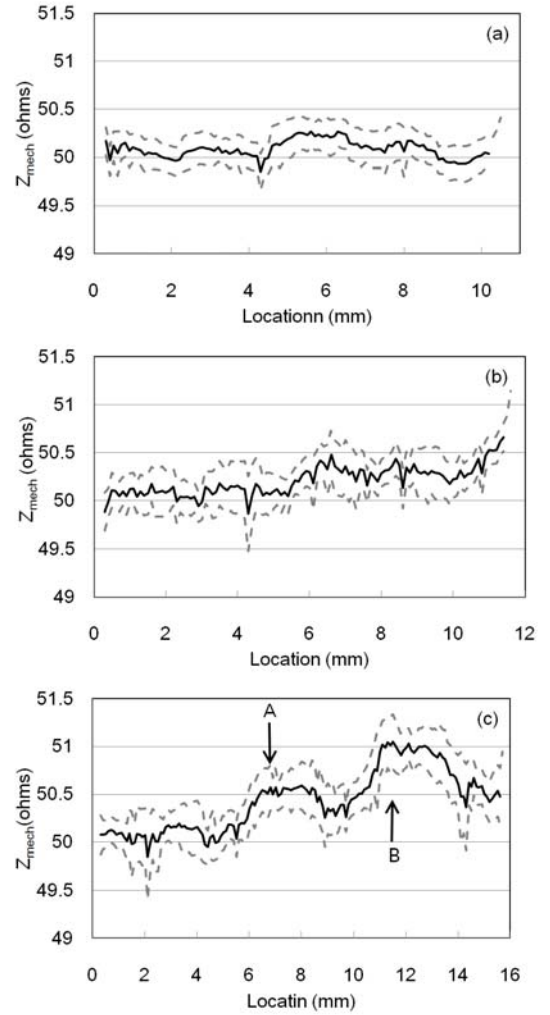 (a)
51.5
51
50.5
50
49.5
49
Z_mech (ohms)
0 2 4 6 8 10
Locationn (mm)
(b)
51.5
51
50.5
50
49.5
49
Z_mech (ohms)
0 2 4 6 8 10 12
Location (mm)
(c)
51.5
51
50.5
50
49.5
49
Z_mech(ohms)
A
B
0 2 4 6 8 10 12 14 16
Locatin (mm)